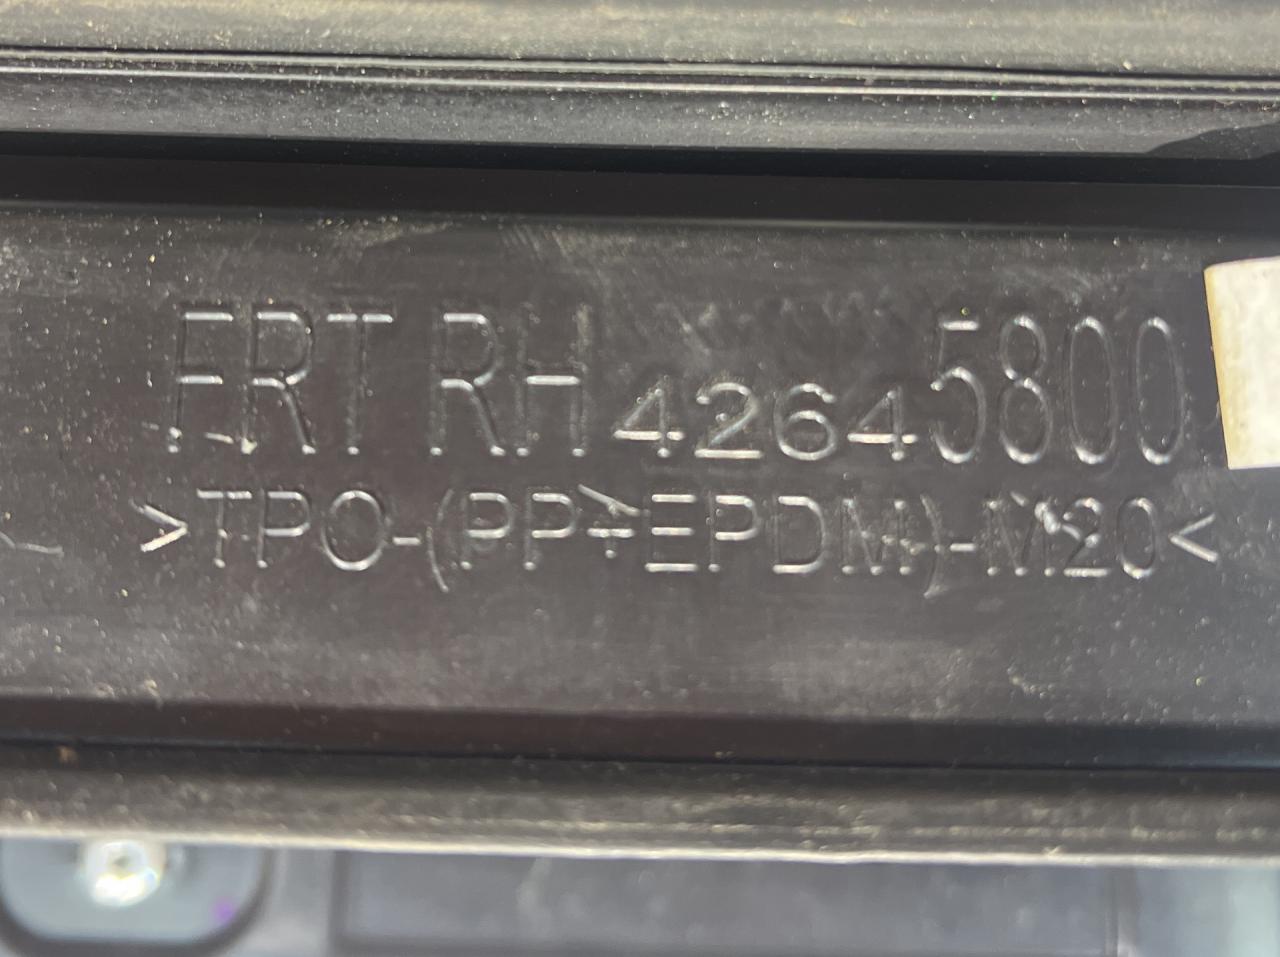 FRT RH 42645800
>TPO-(PP+EPDM)-M20<